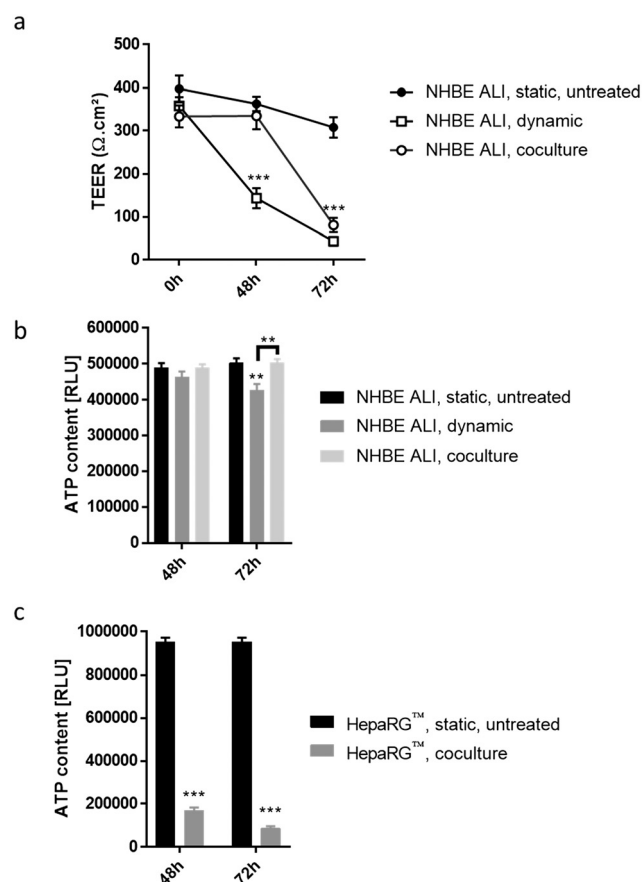 a
500
400
300
200
100
0
TEER (Ω.cm²)
***
***
0h
48h
72h
NHBE ALI, static, untreated
NHBE ALI, dynamic
NHBE ALI, coculture
b
600000
500000
400000
300000
200000
100000
0
ATP content [RLU]
**
**
48h
72h
NHBE ALI, static, untreated
NHBE ALI, dynamic
NHBE ALI, coculture
c
1000000
800000
600000
400000
200000
0
ATP content [RLU]
***
***
48h
72h
HepaRG™, static, untreated
HepaRG™, coculture